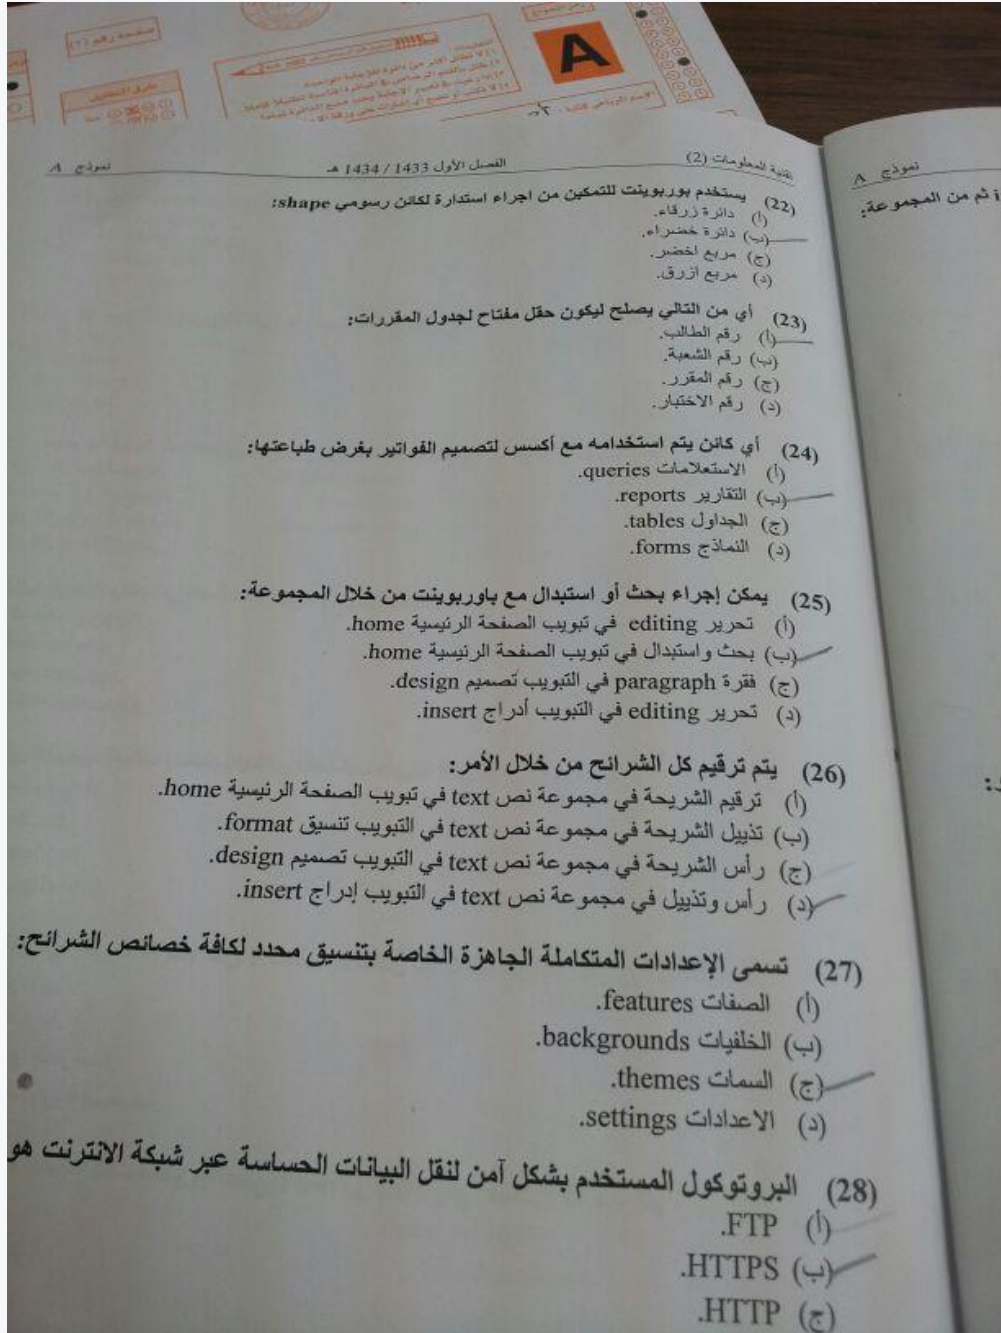 صفحة رقم (٢)
A
تقنية المعلومات (2) الفصل الأول 1433 / 1434 هـ نموذج A
(22) يستخدم بوربوينت للتمكين من اجراء استدارة لكائن رسومي shape:
(أ) دائرة زرقاء.
(ب) دائرة خضراء.
(ج) مربع اخضر.
(د) مربع ازرق.
(23) أي من التالي يصلح ليكون حقل مفتاح لجدول المقررات:
(أ) رقم الطالب.
(ب) رقم الشعبة.
(ج) رقم المقرر.
(د) رقم الاختبار.
(24) أي كائن يتم استخدامه مع أكسس لتصميم الفواتير بغرض طباعتها:
(أ) الاستعلامات queries.
(ب) التقارير reports.
(ج) الجداول tables.
(د) النماذج forms.
(25) يمكن إجراء بحث أو استبدال مع باوربوينت من خلال المجموعة:
(أ) تحرير editing في تبويب الصفحة الرئيسية home.
(ب) بحث واستبدال في تبويب الصفحة الرئيسية home.
(ج) فقرة paragraph في التبويب تصميم design.
(د) تحرير editing في التبويب أدراج insert.
(26) يتم ترقيم كل الشرائح من خلال الأمر:
(أ) ترقيم الشريحة في مجموعة نص text في تبويب الصفحة الرئيسية home.
(ب) تذييل الشريحة في مجموعة نص text في التبويب تنسيق format.
(ج) رأس الشريحة في مجموعة نص text في التبويب تصميم design.
(د) رأس وتذييل في مجموعة نص text في التبويب إدراج insert.
(27) تسمى الإعدادات المتكاملة الجاهزة الخاصة بتنسيق محدد لكافة خصائص الشرائح:
(أ) الصفات features.
(ب) الخلفيات backgrounds.
(ج) السمات themes.
(د) الاعدادات settings.
(28) البروتوكول المستخدم بشكل آمن لنقل البيانات الحساسة عبر شبكة الانترنت هو
(أ) FTP.
(ب) HTTPS.
(ج) HTTP.
نموذج A
ثم من المجموعة: